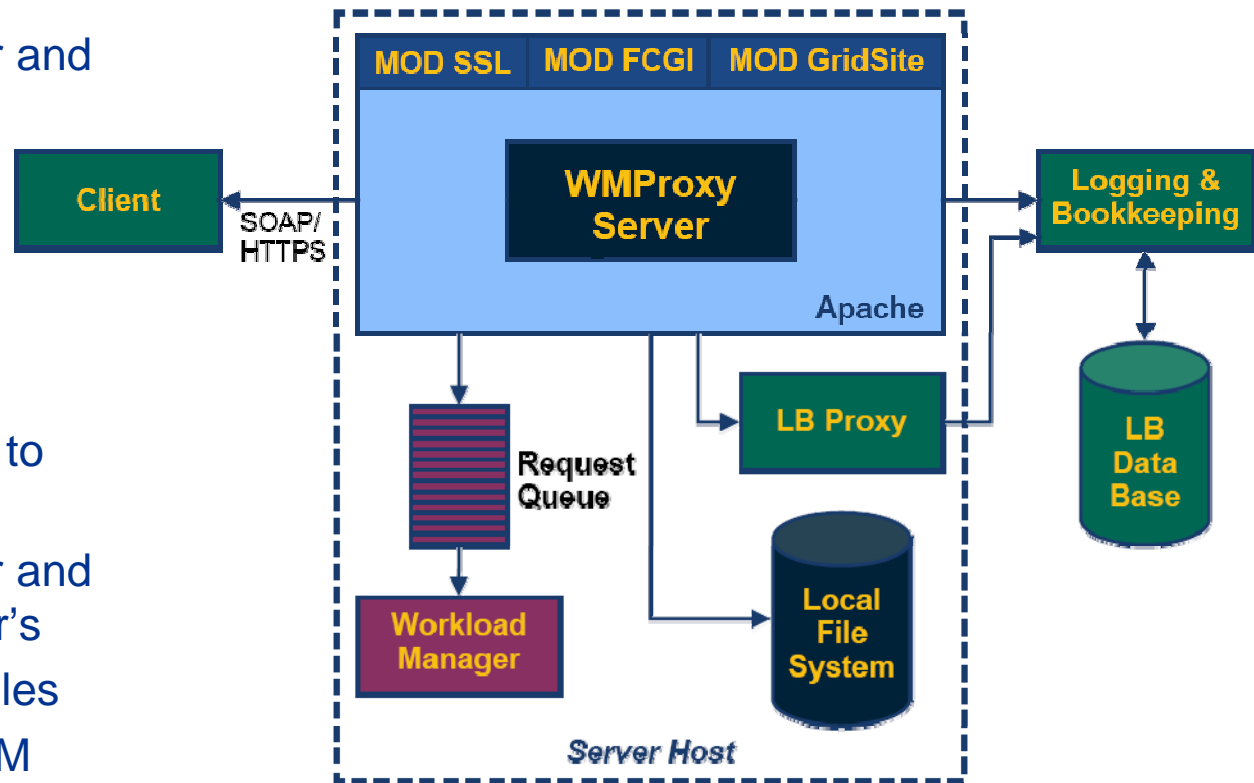 r and
to
r and
r's
les
M
MOD SSL
MOD FCGI
MOD GridSite
WMProxy
Server
Apache
Client
SOAP/
HTTPS
Logging &
Bookkeeping
LB Proxy
LB
Data
Base
Request
Queue
Workload
Manager
Local
File
System
Server Host